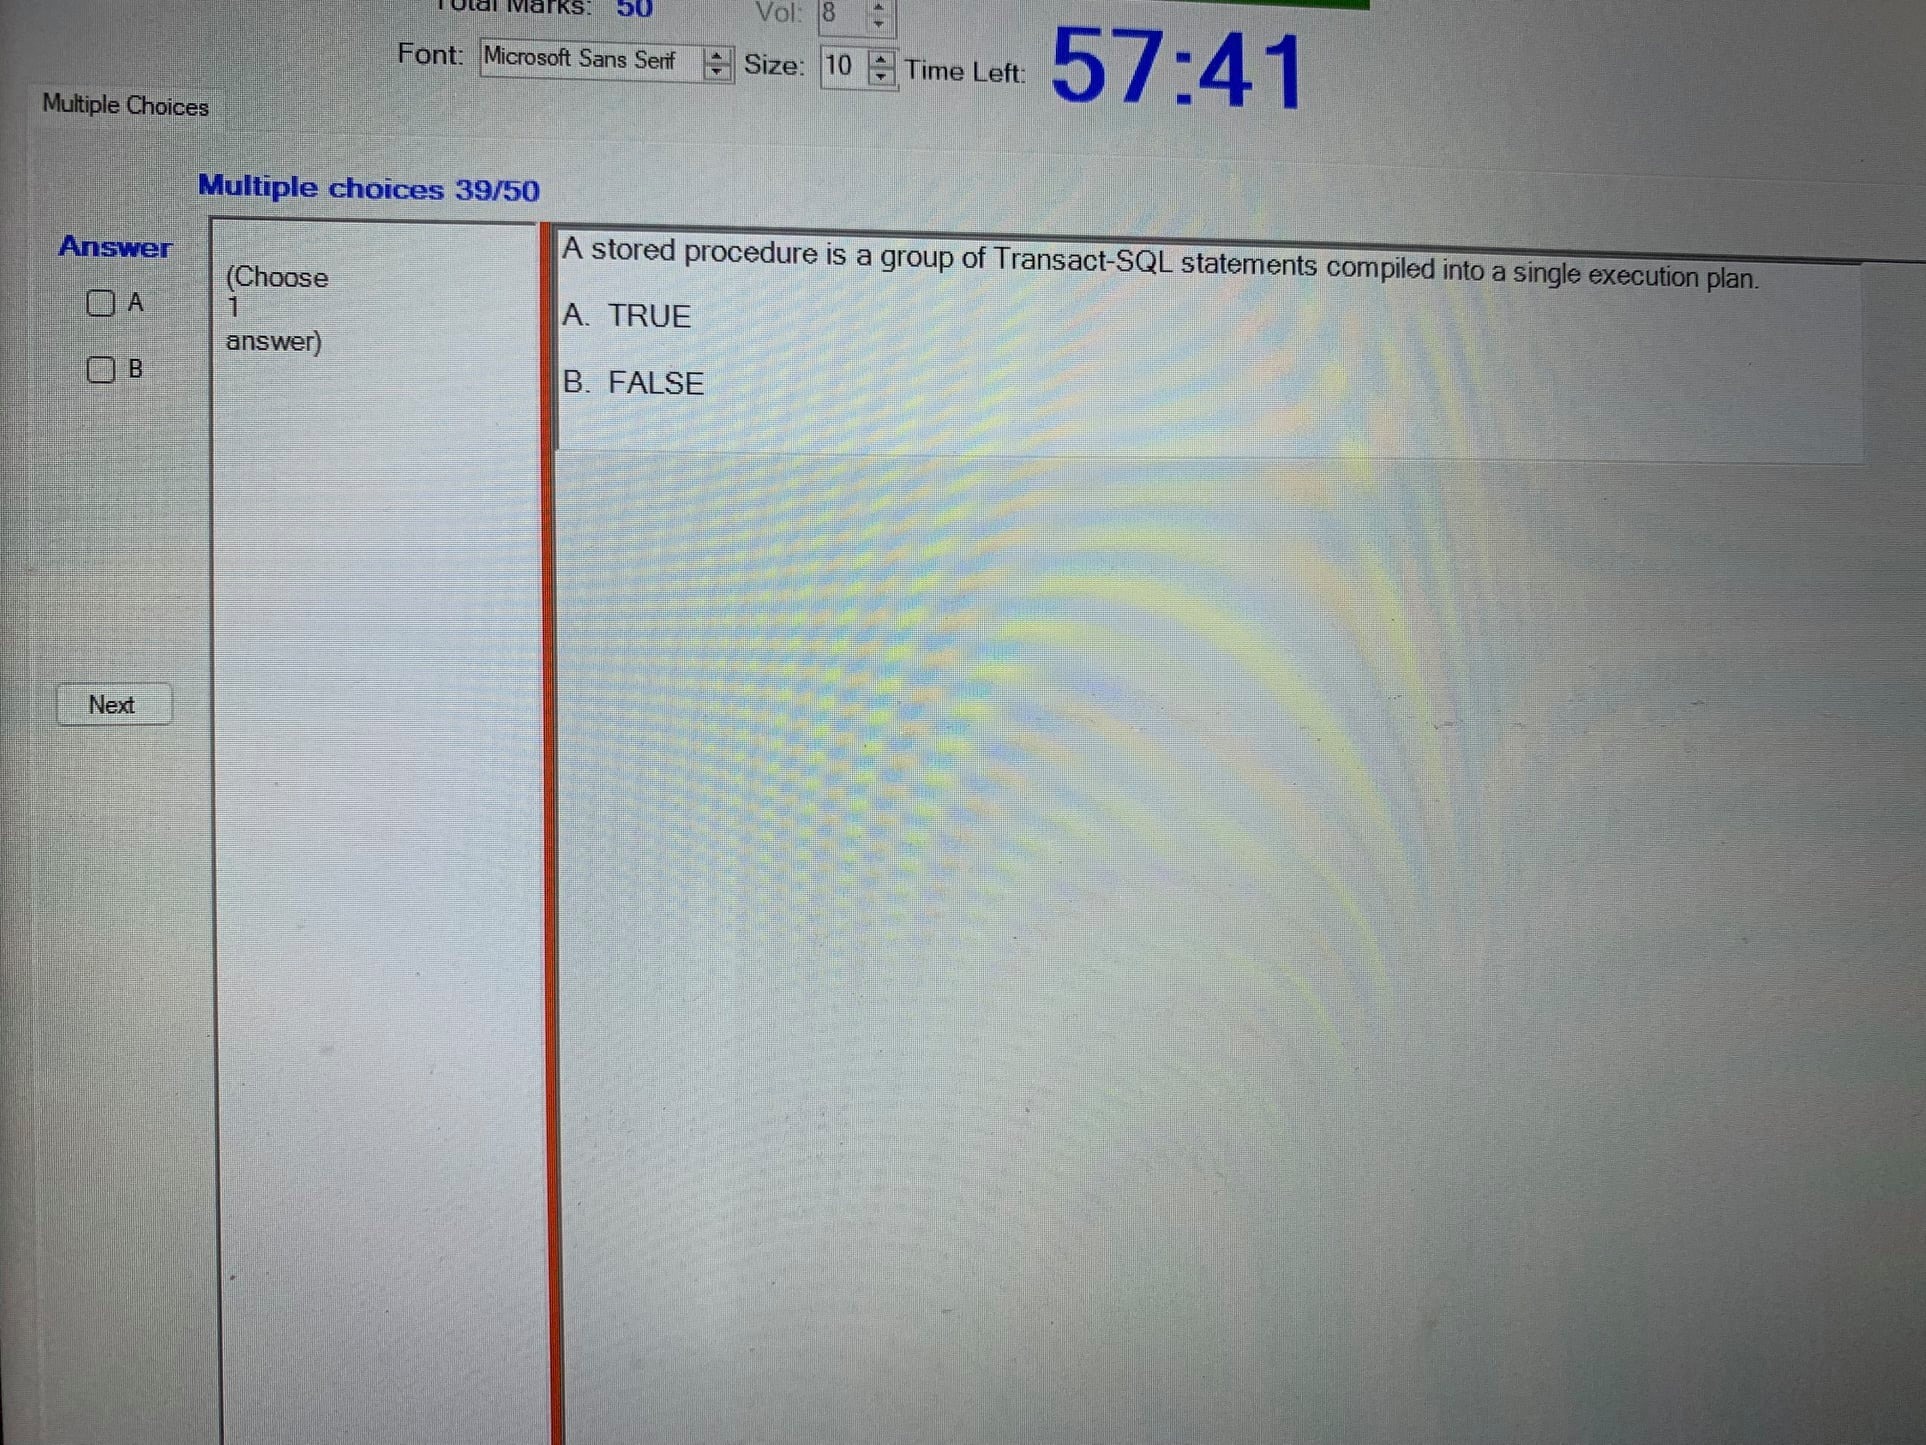 Total Marks: 50 Vol: 8
Font: Microsoft Sans Serif Size: 10 Time Left: 57:41
Multiple Choices
Multiple choices 39/50
Answer
A
B
(Choose
1
answer)
A stored procedure is a group of Transact-SQL statements compiled into a single execution plan.
A. TRUE
B. FALSE
Next